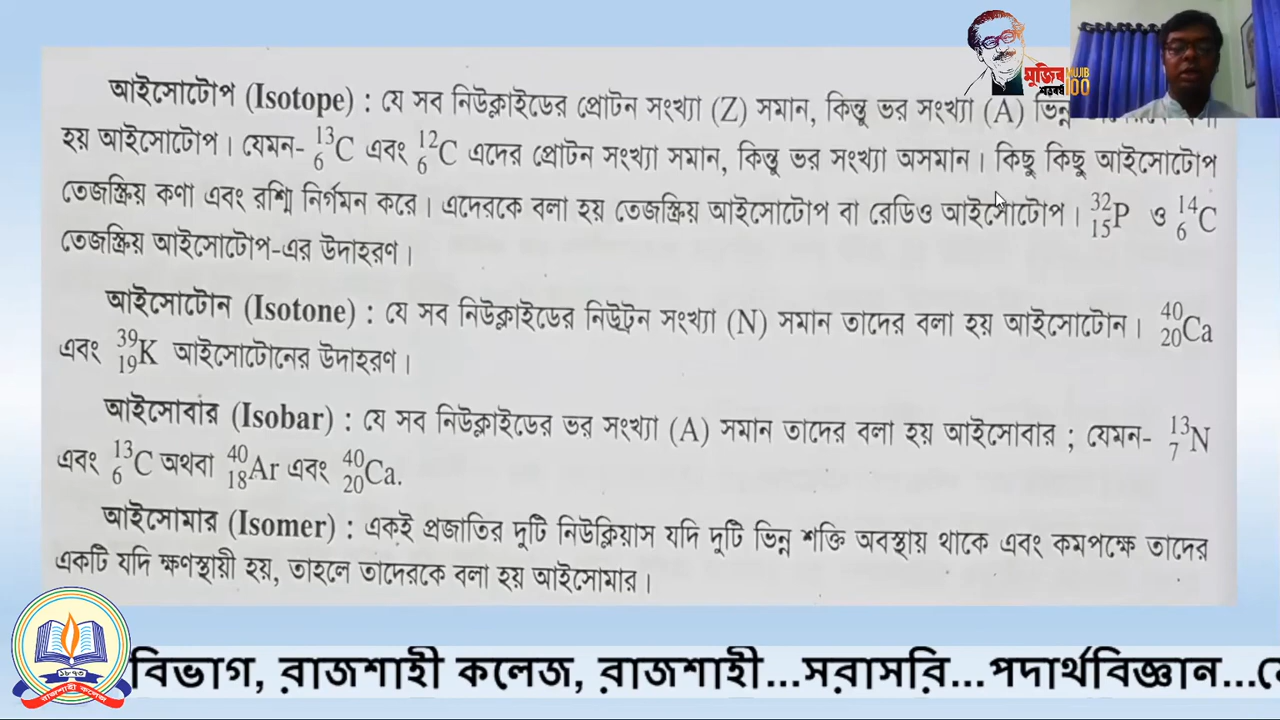 আইসোটোপ (Isotope) : যে সব নিউক্লাইডের প্রোটন সংখ্যা (Z) সমান, কিন্তু ভর সংখ্যা (A) ভিন্ন
হয় আইসোটোপ। যেমন- ¹³₆C এবং ¹²₆C এদের প্রোটন সংখ্যা সমান, কিন্তু ভর সংখ্যা অসমান। কিছু কিছু আইসোটোপ
তেজস্ক্রিয় কণা এবং রশ্মি নির্গমন করে। এদেরকে বলা হয় তেজস্ক্রিয় আইসোটোপ বা রেডিও আইসোটোপ। ³²₁₅P ও ¹⁴₆C
তেজস্ক্রিয় আইসোটোপ-এর উদাহরণ।
আইসোটোন (Isotone) : যে সব নিউক্লাইডের নিউট্রন সংখ্যা (N) সমান তাদের বলা হয় আইসোটোন। ⁴⁰₂₀Ca
এবং ³⁹₁₉K আইসোটোনের উদাহরণ।
আইসোবার (Isobar) : যে সব নিউক্লাইডের ভর সংখ্যা (A) সমান তাদের বলা হয় আইসোবার ; যেমন- ¹³₇N
এবং ¹³₆C অথবা ⁴⁰₁₈Ar এবং ⁴⁰₂₀Ca.
আইসোমার (Isomer) : একই প্রজাতির দুটি নিউক্লিয়াস যদি দুটি ভিন্ন শক্তি অবস্থায় থাকে এবং কমপক্ষে তাদের
একটি যদি ক্ষণস্থায়ী হয়, তাহলে তাদেরকে বলা হয় আইসোমার।
মুজিব
শতবর্ষ
MUJIB
100
১৮৭৩
রাজশাহী কলেজ
বিভাগ, রাজশাহী কলেজ, রাজশাহী...সরাসরি...পদার্থবিজ্ঞান...